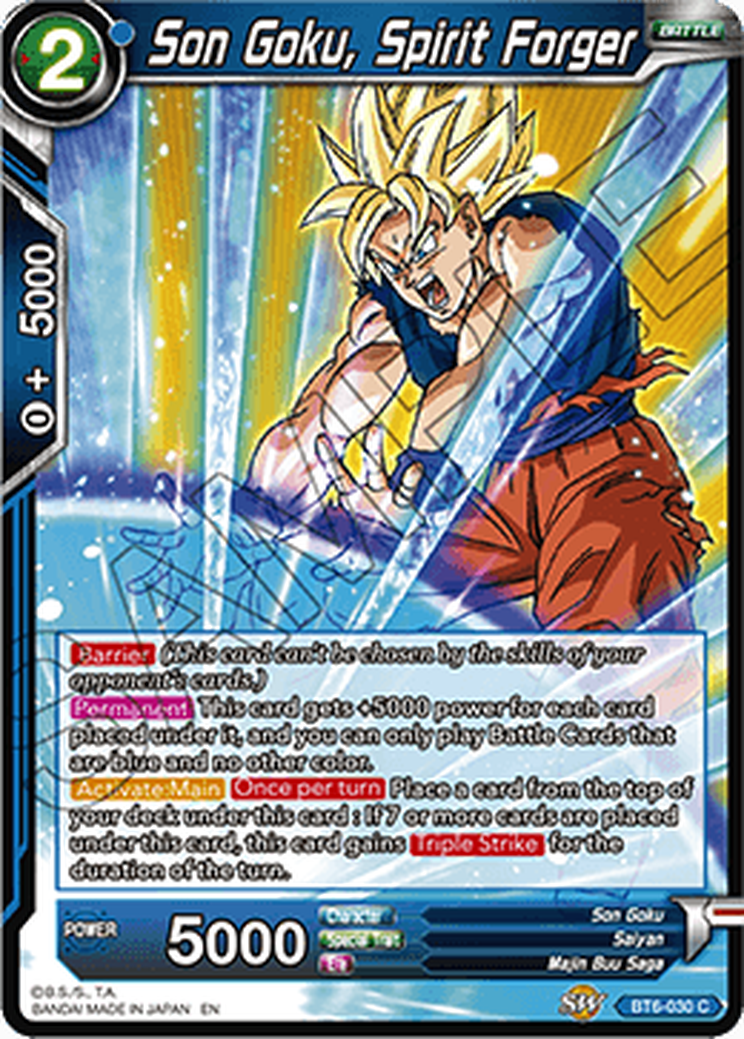 2
Son Goku, Spirit Forger
BATTLE
0 + 5000
SAMPLE
Barrier (This card can't be chosen by the skills of your
opponent's cards.)
Permanent This card gets +5000 power for each card
placed under it, and you can only play Battle Cards that
are blue and no other color.
Activate:Main Once per turn Place a card from the top of
your deck under this card : If 7 or more cards are placed
under this card, this card gains Triple Strike for the
duration of the turn.
POWER 5000
Character Son Goku
Special Trait Saiyan
Era Majin Buu Saga
©B.S./S., T.A.
BANDAI MADE IN JAPAN EN
SW BT6-030 C